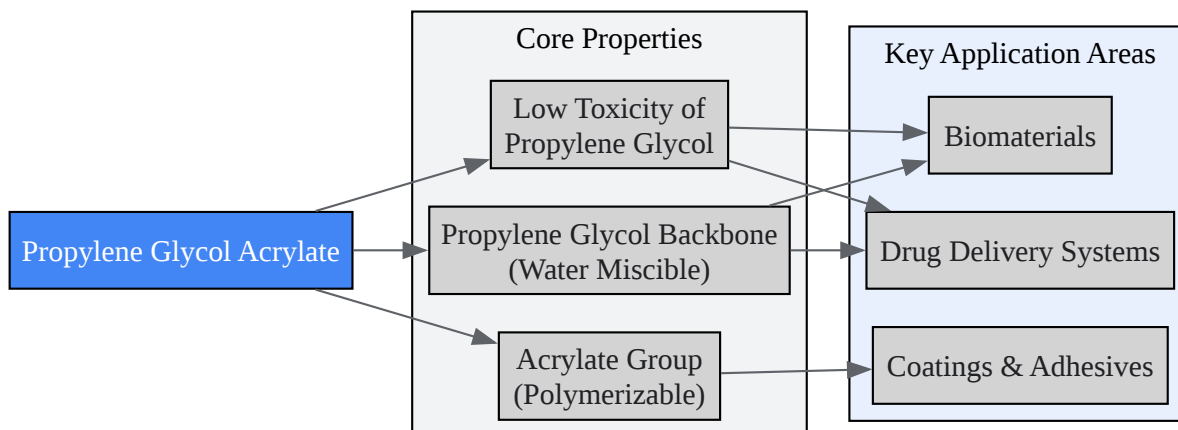 Core Properties
Key Application Areas
Low Toxicity of
Propylene Glycol
Biomaterials
Propylene Glycol Acrylate
Propylene Glycol Backbone
(Water Miscible)
Drug Delivery Systems
Acrylate Group
(Polymerizable)
Coatings & Adhesives